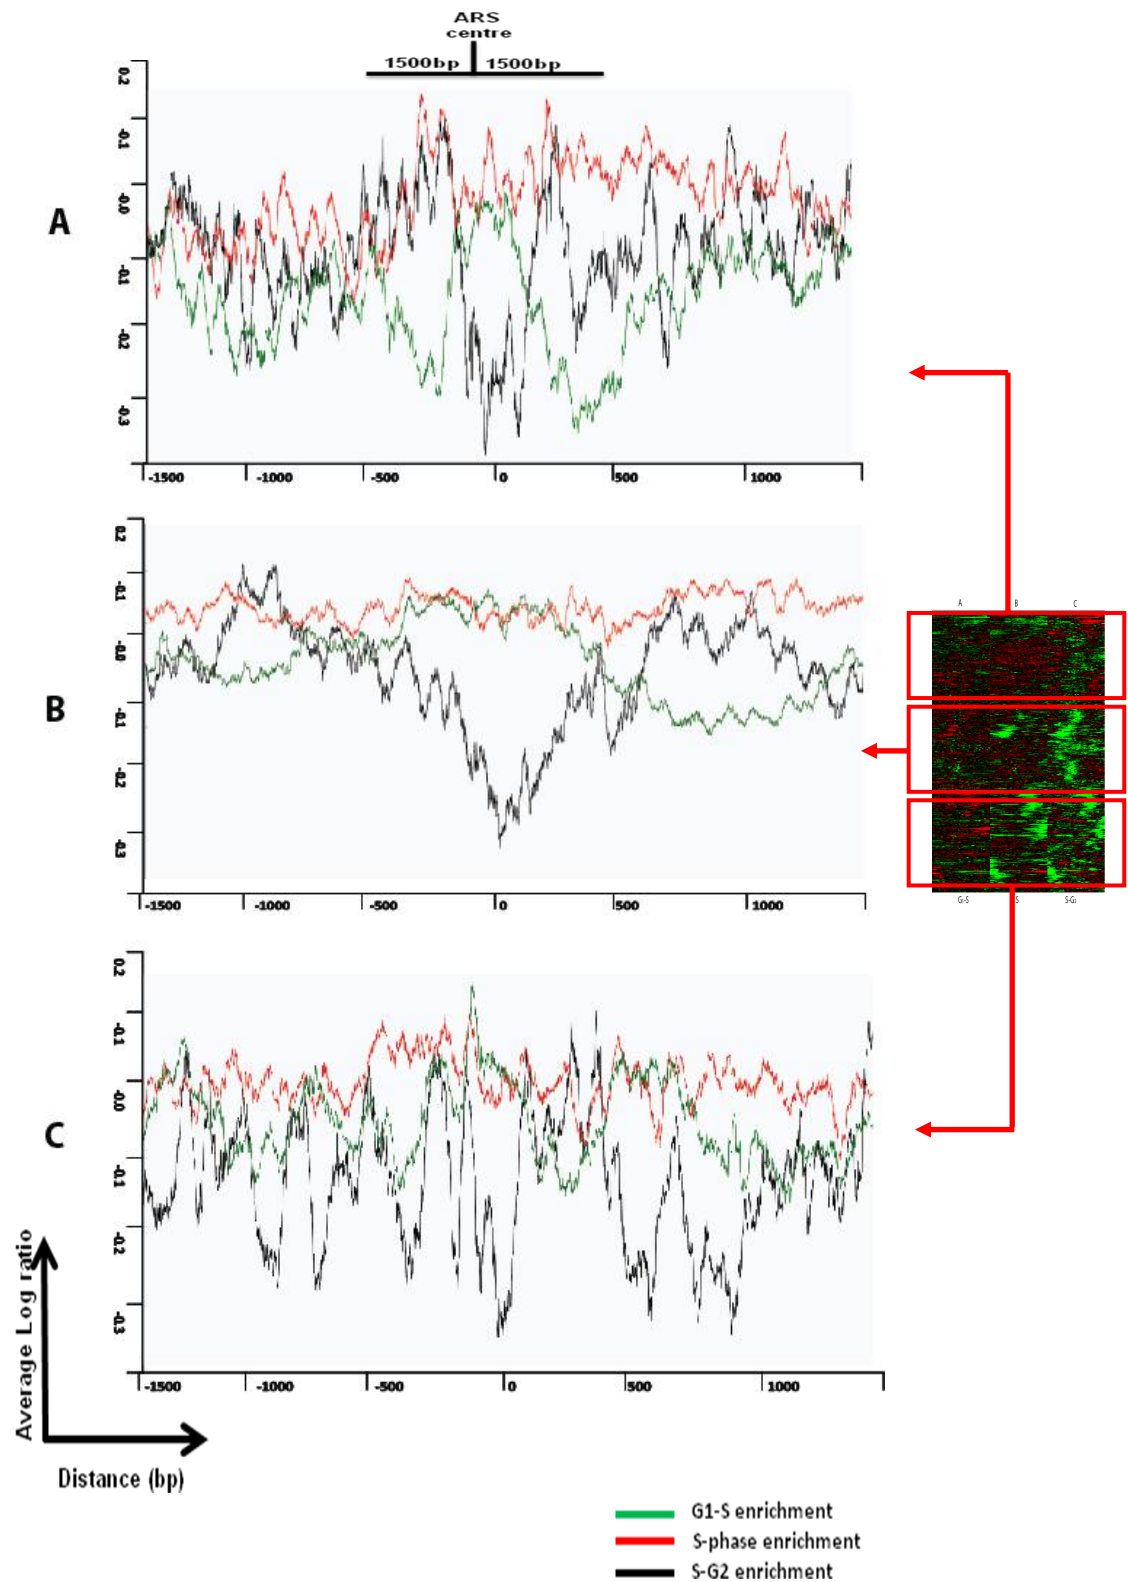 ARS
centre
1500bp 1500bp
A
0.2
-0.1
-0.0
-0.1
-0.2
-0.3
-1500 -1000 -500 0 500 1000
B
0.2
-0.1
-0.0
-0.1
-0.2
-0.3
-1500 -1000 -500 0 500 1000
A B C
G1-S S S-G2
C
0.2
-0.1
-0.0
-0.1
-0.2
-0.3
-1500 -1000 -500 0 500 1000
Average Log ratio
Distance (bp)
G1-S enrichment
S-phase enrichment
S-G2 enrichment